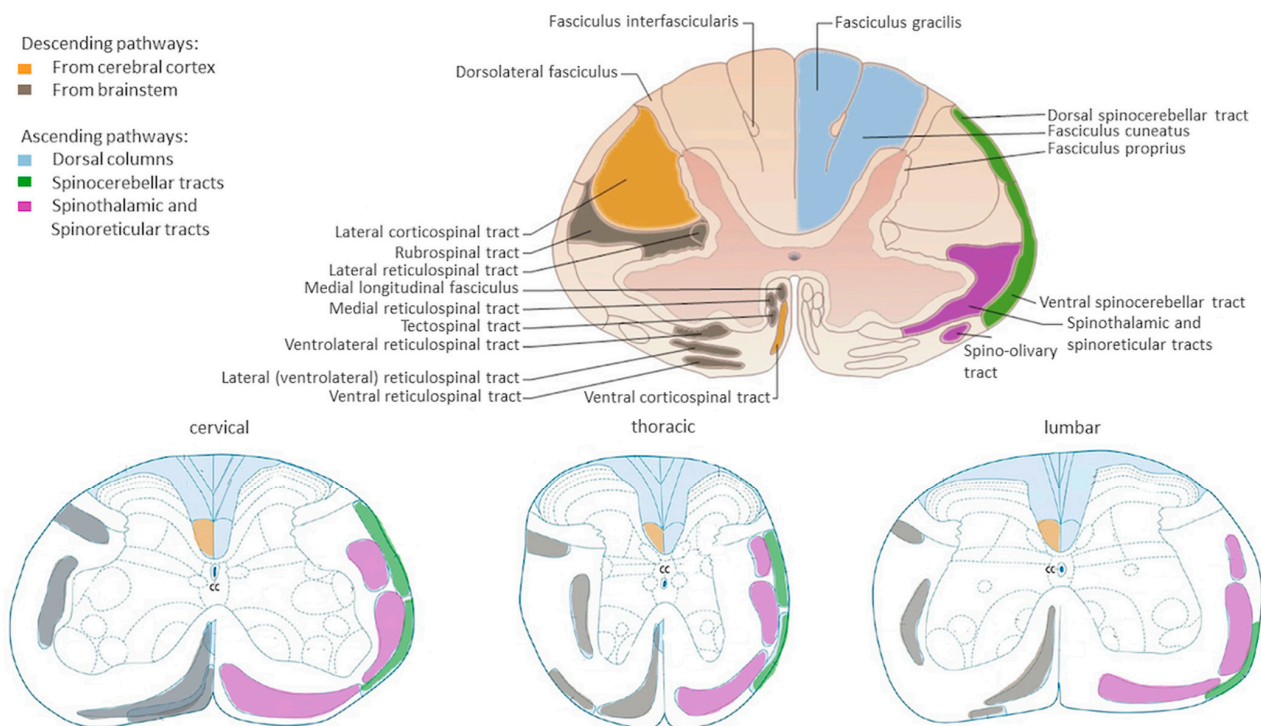 Descending pathways:
From cerebral cortex
From brainstem
Ascending pathways:
Dorsal columns
Spinocerebellar tracts
Spinothalamic and
Spinoreticular tracts
Fasciculus interfascicularis
Fasciculus gracilis
Dorsolateral fasciculus
Dorsal spinocerebellar tract
Fasciculus cuneatus
Fasciculus proprius
Lateral corticospinal tract
Rubrospinal tract
Lateral reticulospinal tract
Medial longitudinal fasciculus
Medial reticulospinal tract
Tectospinal tract
Ventrolateral reticulospinal tract
Lateral (ventrolateral) reticulospinal tract
Ventral reticulospinal tract
Ventral corticospinal tract
Ventral spinocerebellar tract
Spinothalamic and
spinoreticular tracts
Spino-olivary
tract
cervical
thoracic
lumbar
cc
cc
cc